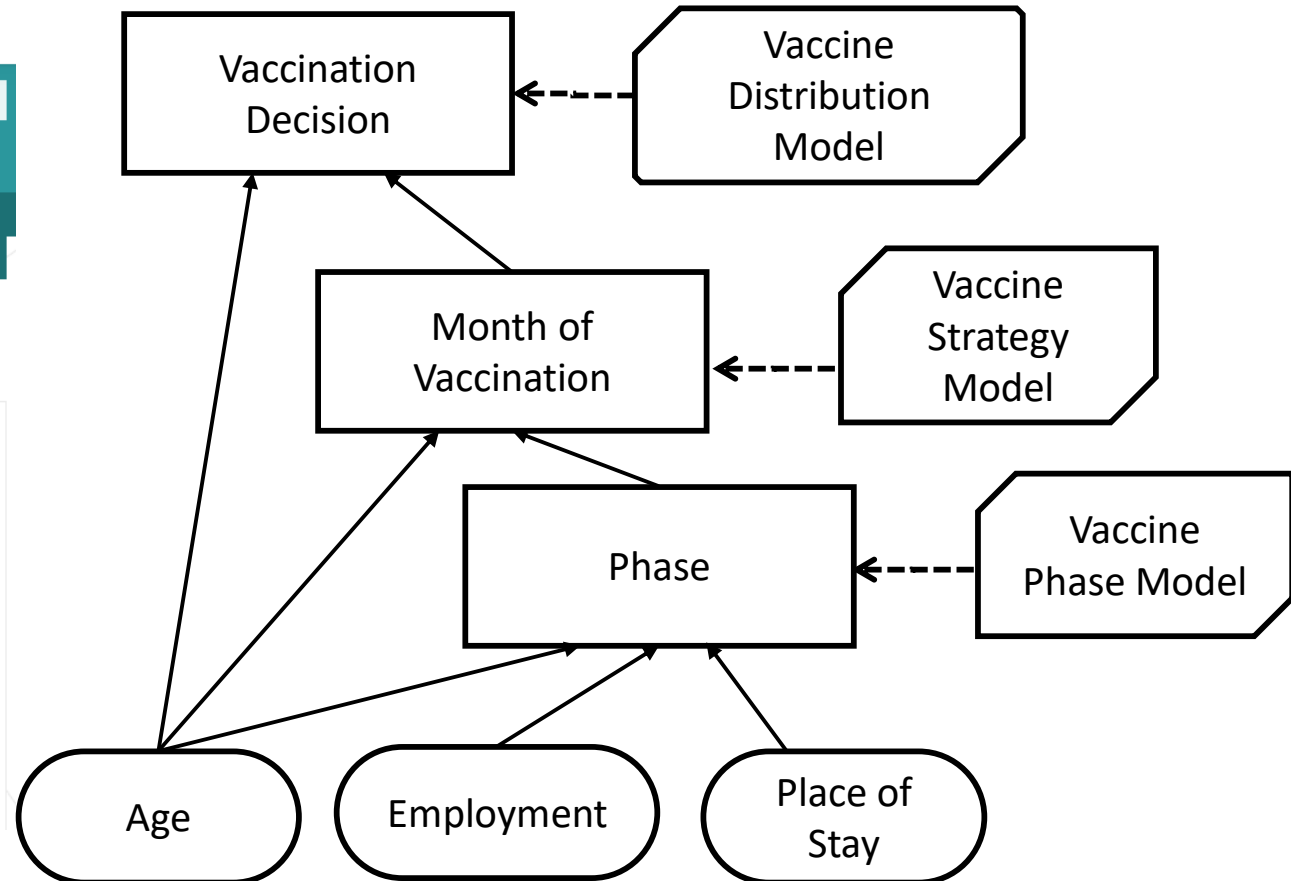 Vaccination
Decision
Vaccine
Distribution
Model
Month of
Vaccination
Vaccine
Strategy
Model
Phase
Vaccine
Phase Model
Age
Employment
Place of
Stay